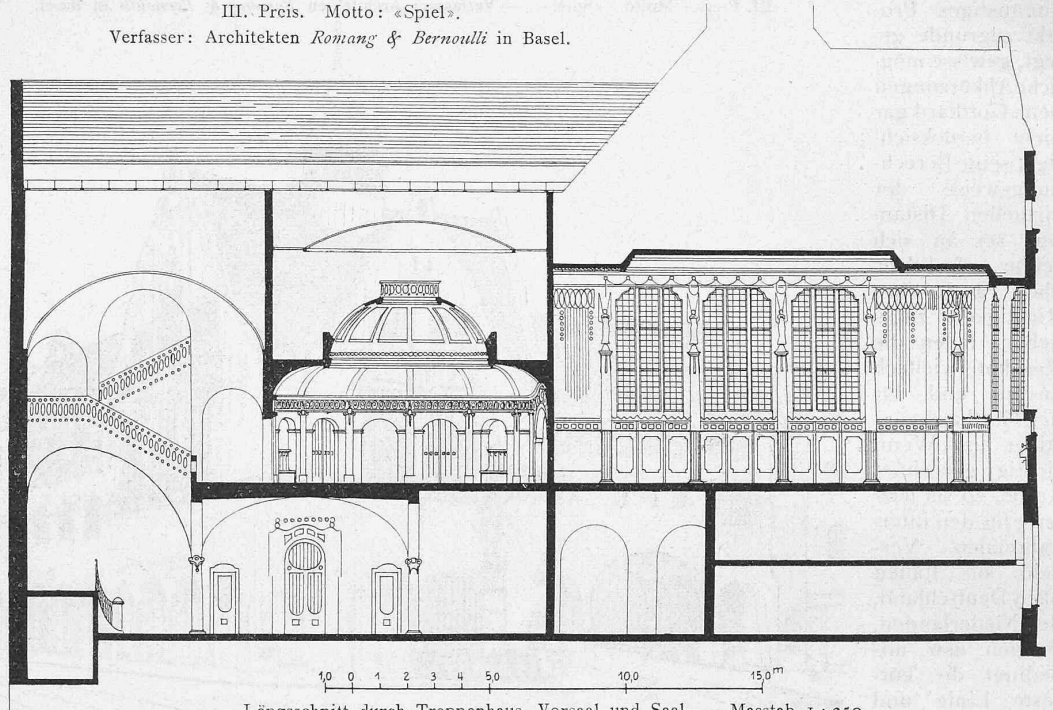 III. Preis. Motto: «Spiel».
Verfasser: Architekten Romang & Bernoulli in Basel.
1,0 0 1 2 3 4 5,0 10,0 15,0 m
Längsschnitt durch Treppenhaus, Vorsaal und Saal. — Masstab 1 : 250.